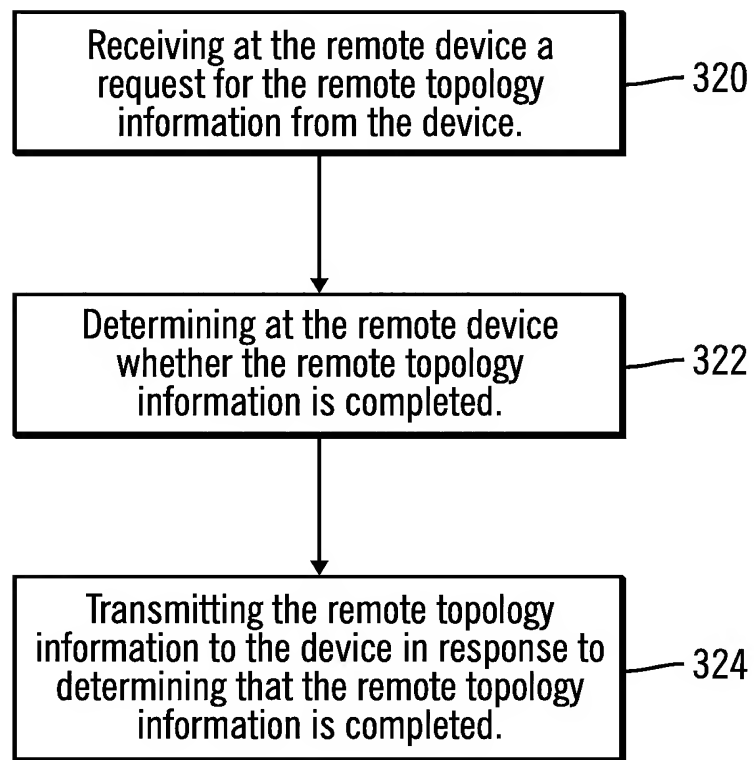 Receiving at the remote device a
request for the remote topology
information from the device.
320
Determining at the remote device
whether the remote topology
information is completed.
322
Transmitting the remote topology
information to the device in response to
determining that the remote topology
information is completed.
324